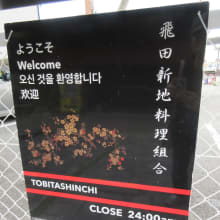 ようこそ
Welcome
오신 것을 환영합니다
欢迎
飛田新地料理組合
TOBITASHINCHI
CLOSE 24:00